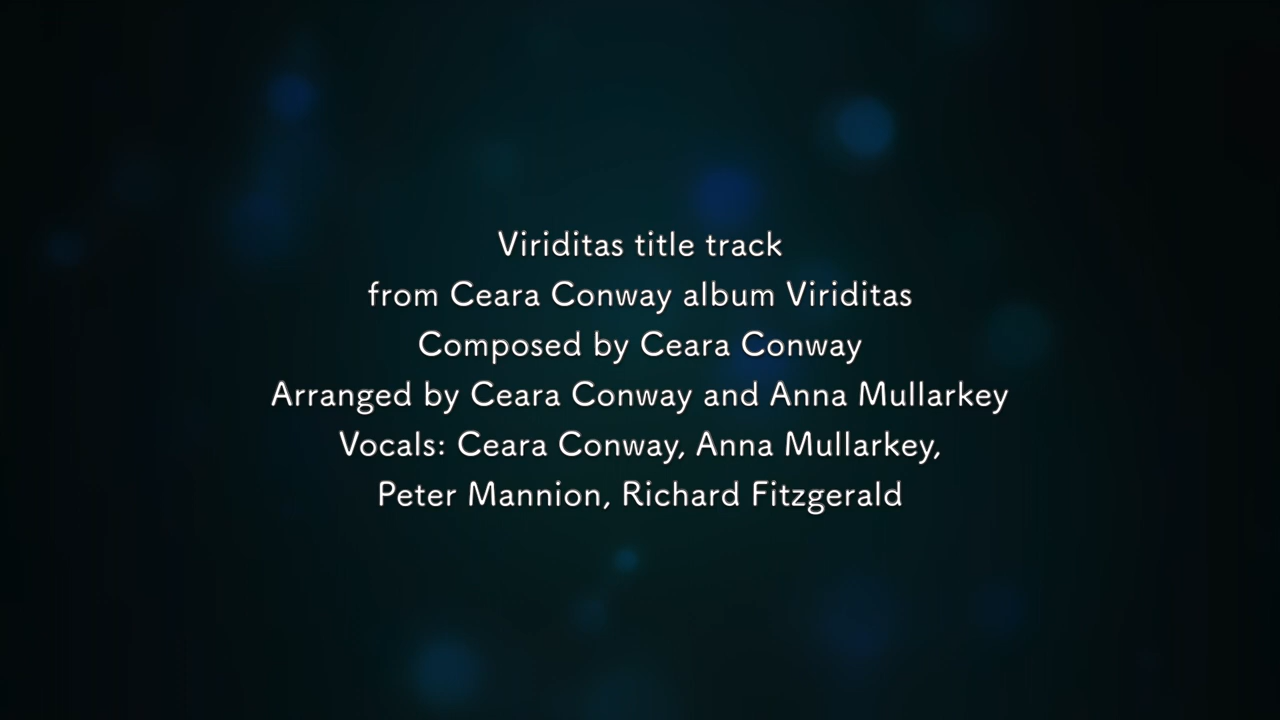 Viriditas title track
from Ceara Conway album Viriditas
Composed by Ceara Conway
Arranged by Ceara Conway and Anna Mullarkey
Vocals: Ceara Conway, Anna Mullarkey,
Peter Mannion, Richard Fitzgerald